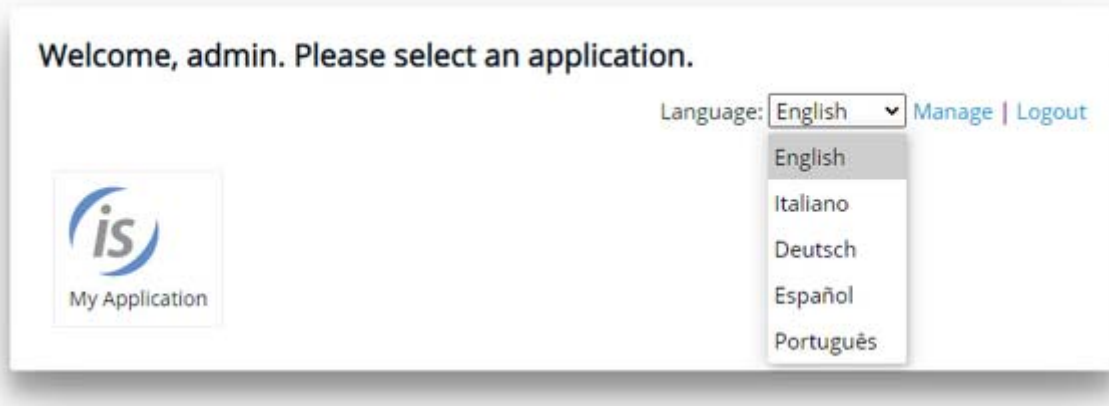 Welcome, admin. Please select an application.
Language: English Manage | Logout
English
Italiano
Deutsch
Español
Português
is
My Application